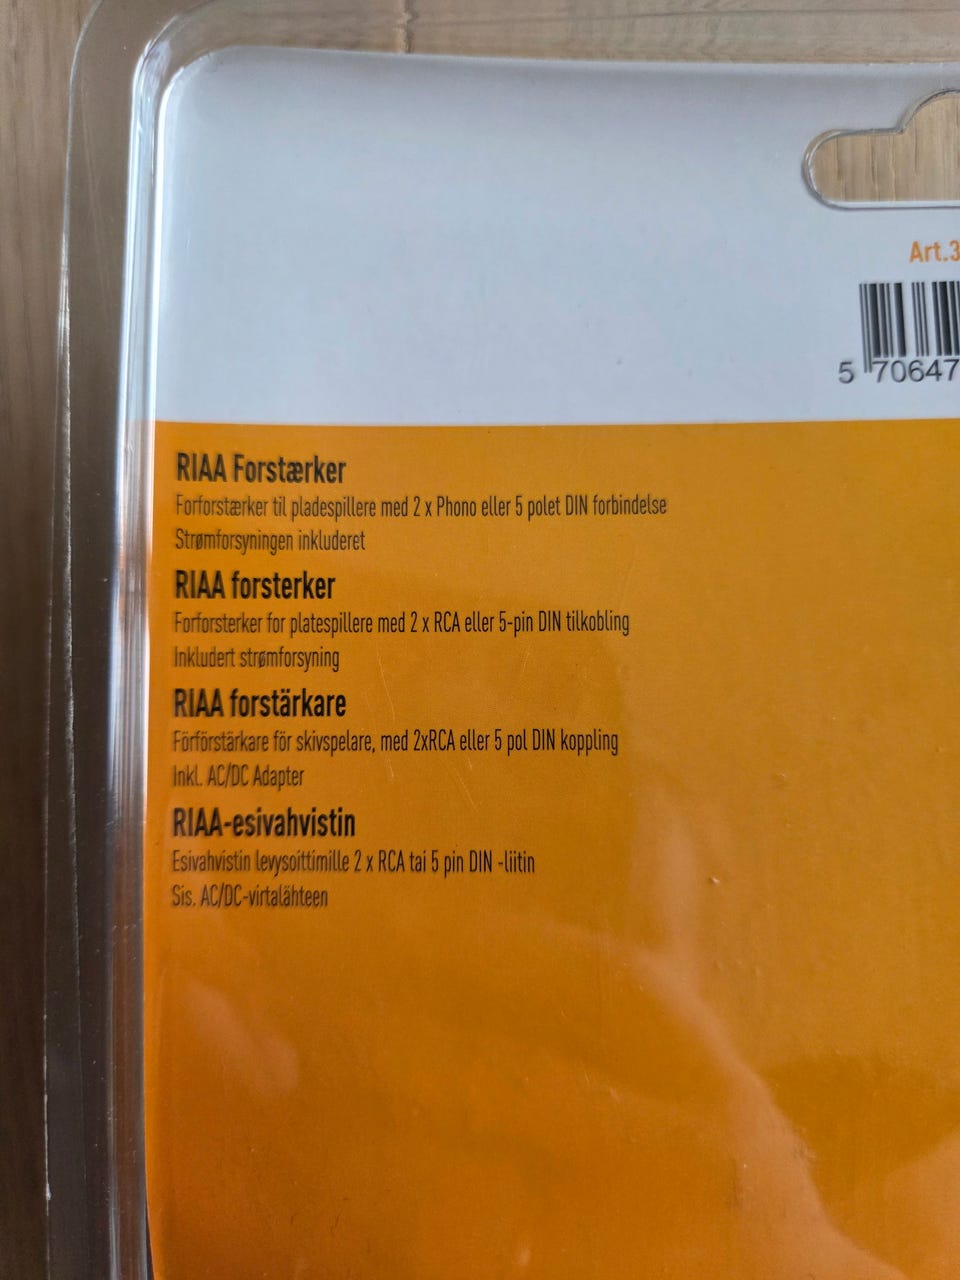 Art.3
5 70647
RIAA Forstærker
Forforstærker til pladespillere med 2 x Phono eller 5 polet DIN forbindelse
Strømforsyningen inkluderet
RIAA forsterker
Forforsterker for platespillere med 2 x RCA eller 5-pin DIN tilkobling
Inkludert strømforsyning
RIAA forstärkare
Förförstärkare för skivspelare, med 2xRCA eller 5 pol DIN koppling
Inkl. AC/DC Adapter
RIAA-esivahvistin
Esivahvistin levysoittimille 2 x RCA tai 5 pin DIN -liitin
Sis. AC/DC-virtalähteen